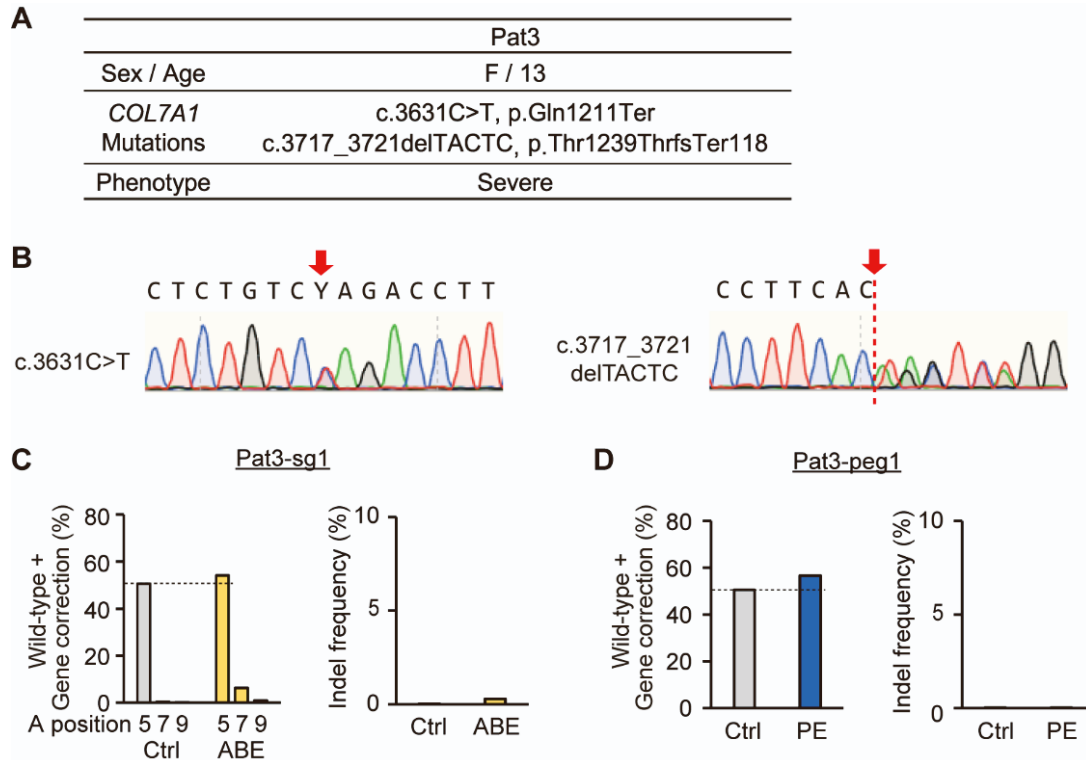 A
Pat3
Sex / Age F / 13
COL7A1 c.3631C>T, p.Gln1211Ter
Mutations c.3717_3721delTACTC, p.Thr1239ThrfsTer118
Phenotype Severe
B
C T C T G T C Y A G A C C T T
c.3631C>T
C C T T C A C
c.3717_3721
delTACTC
C
Pat3-sg1
Wild-type +
Gene correction (%)
80
60
40
20
0
A position 5 7 9 5 7 9
Ctrl ABE
Indel frequency (%)
10
5
0
Ctrl ABE
D
Pat3-peg1
Wild-type +
Gene correction (%)
80
60
40
20
0
Ctrl PE
Indel frequency (%)
10
5
0
Ctrl PE